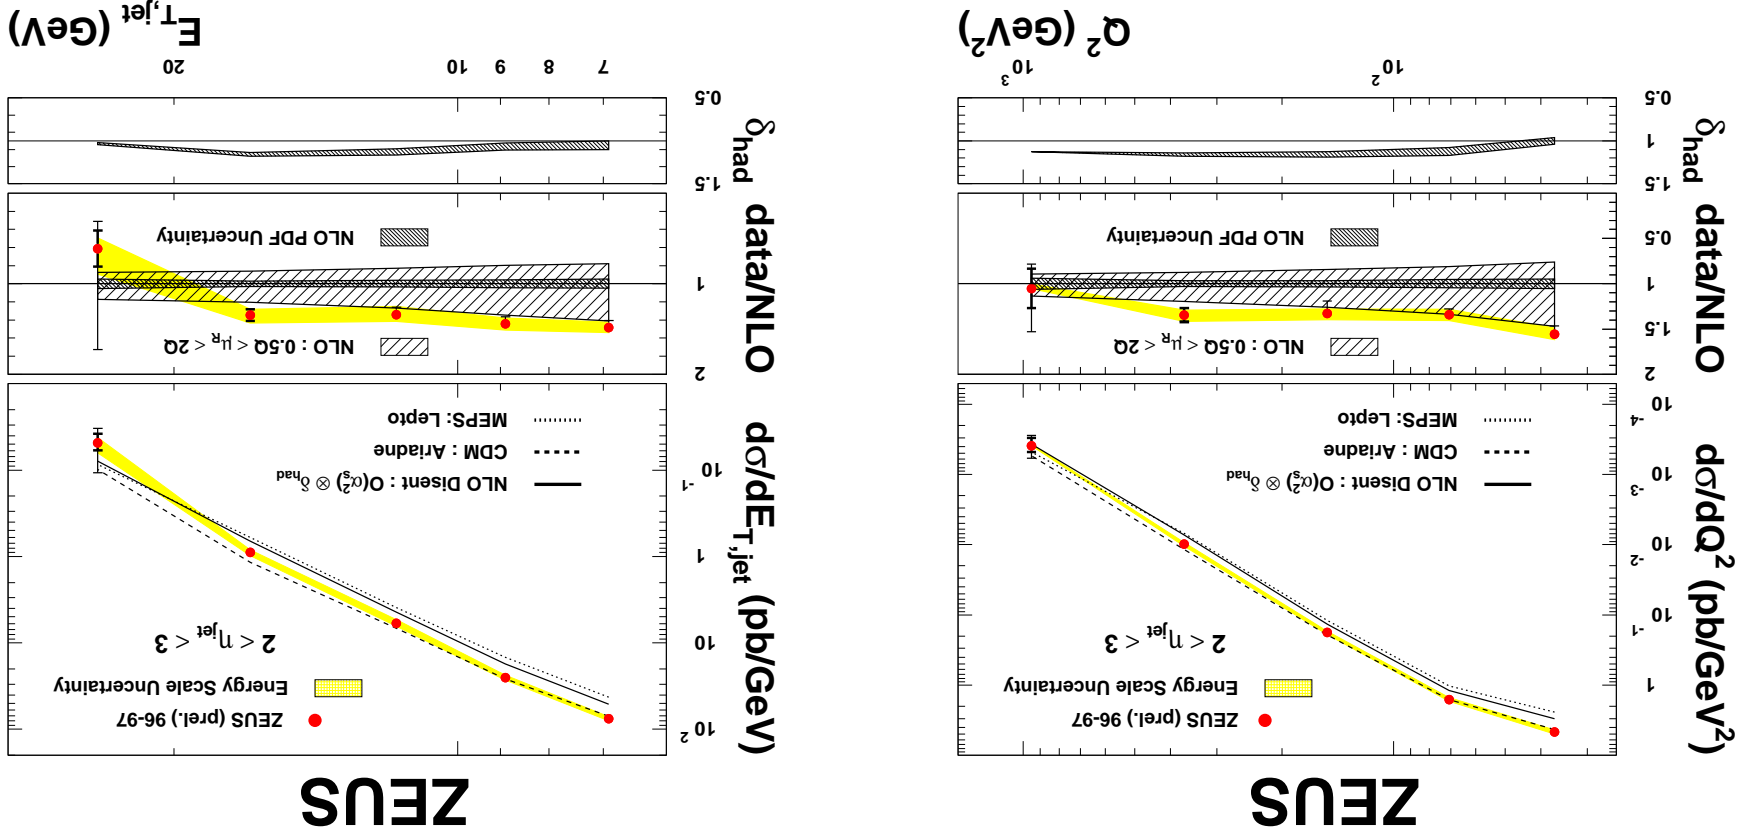 ZEUS
dσ/dQ² (pb/GeV²)
1
10⁻¹
10⁻²
10⁻³
10⁻⁴
ZEUS (prel.) 96-97
Energy Scale Uncertainty
2 < η_jet < 3
NLO Disent : O(α_s²) ⊗ δ_had
CDM : Ariadne
MEPS: Lepto
data/NLO
2
1.5
1
0.5
NLO : 0.5Q < μ_R < 2Q
NLO PDF Uncertainty
δ_had
1.5
1
0.5
10²
10³
Q² (GeV²)
ZEUS
dσ/dE_T,jet (pb/GeV)
10²
10
1
10⁻¹
ZEUS (prel.) 96-97
Energy Scale Uncertainty
2 < η_jet < 3
NLO Disent : O(α_s²) ⊗ δ_had
CDM : Ariadne
MEPS: Lepto
data/NLO
2
1
NLO : 0.5Q < μ_R < 2Q
NLO PDF Uncertainty
δ_had
1.5
0.5
7 8 9 10 20
E_T,jet (GeV)